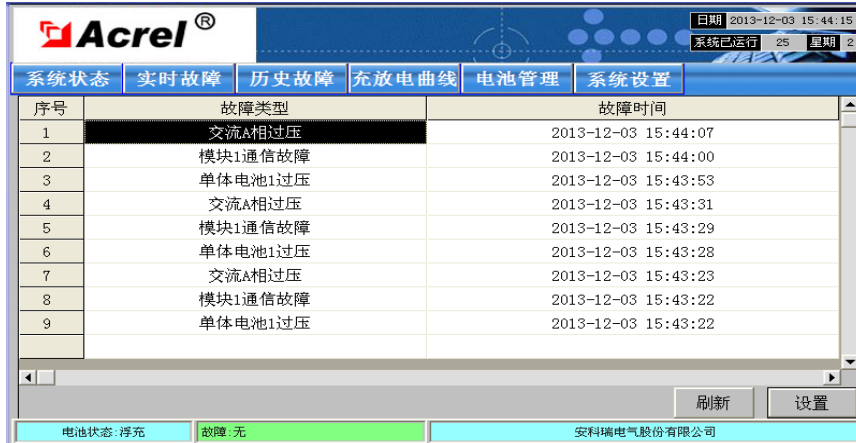 Acrel®
日期 2013-12-03 15:44:15
系统已运行 25 星期 2
系统状态 实时故障 历史故障 充放电曲线 电池管理 系统设置
序号 故障类型 故障时间
1 交流A相过压 2013-12-03 15:44:07
2 模块1通信故障 2013-12-03 15:44:00
3 单体电池1过压 2013-12-03 15:43:53
4 交流A相过压 2013-12-03 15:43:31
5 模块1通信故障 2013-12-03 15:43:29
6 单体电池1过压 2013-12-03 15:43:28
7 交流A相过压 2013-12-03 15:43:23
8 模块1通信故障 2013-12-03 15:43:22
9 单体电池1过压 2013-12-03 15:43:22
刷新 设置
电池状态:浮充 故障:无 安科瑞电气股份有限公司